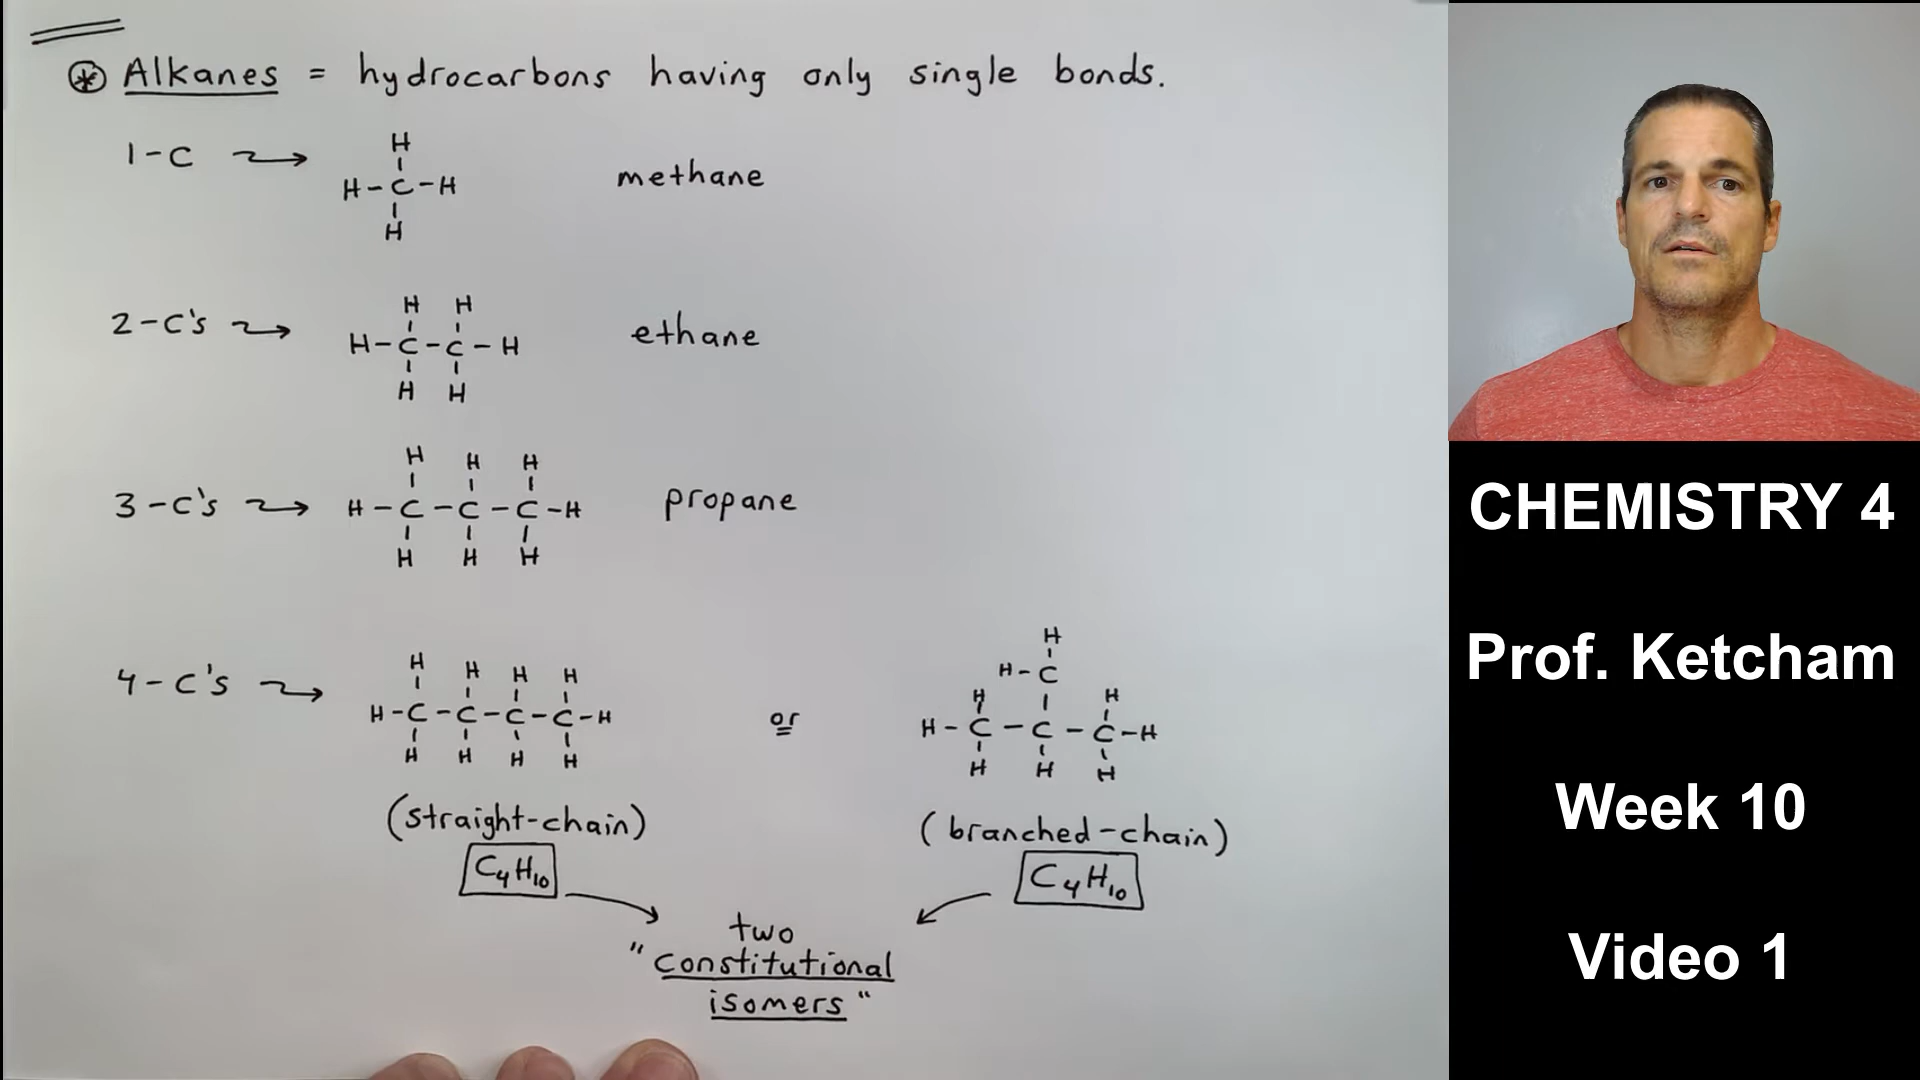 ⊛ Alkanes = hydrocarbons having only single bonds.
1-C → methane
H
H-C-H
H
2-C's → ethane
H H
H-C-C-H
H H
3-C's → propane
H H H
H-C-C-C-H
H H H
4-C's →
H H H H
H-C-C-C-C-H
H H H H
or
H
H-C
H H
H-C-C-C-H
H H H
(straight-chain)
(branched-chain)
C₄H₁₀
C₄H₁₀
two
"constitutional
isomers"
CHEMISTRY 4
Prof. Ketcham
Week 10
Video 1